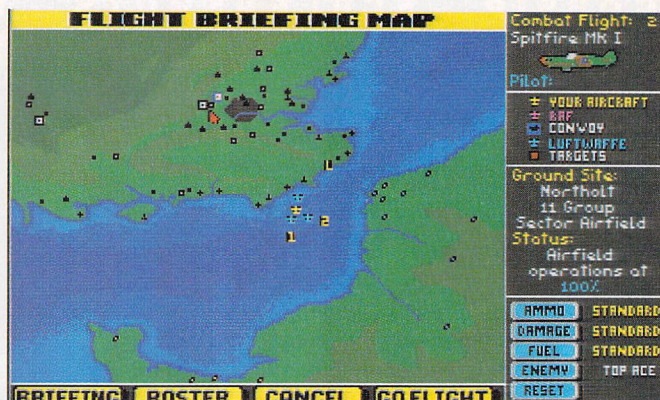 FLIGHT BRIEFING MAP
Combat Flight: 2
Spitfire MK I
Pilot:
YOUR AIRCRAFT
RAF
CONVOY
LUFTWAFFE
TARGETS
Ground Site:
Northolt
11 Group
Sector Airfield
Status:
Airfield
operations at
100%
L
2
1
AMMO STANDARD
DAMAGE STANDARD
FUEL STANDARD
ENEMY TOP ACE
RESET
BRIEFING ROSTER CANCEL GO FLIGHT